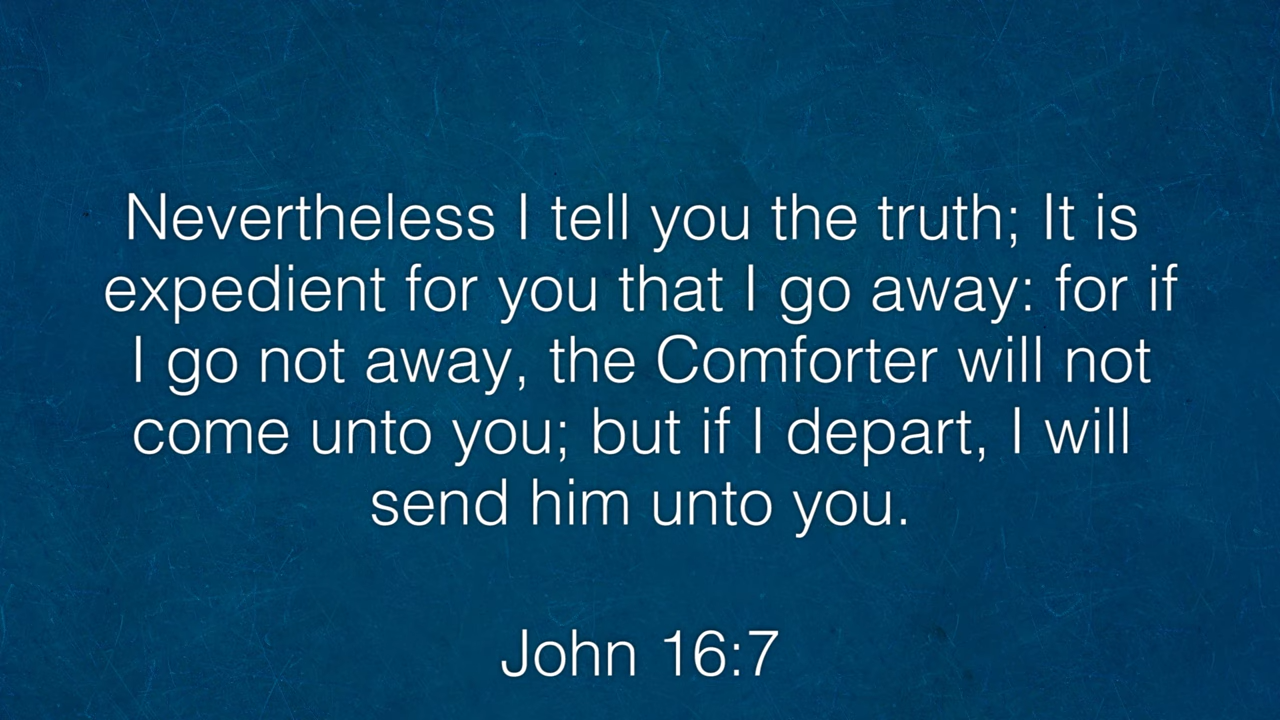 Nevertheless I tell you the truth; It is
expedient for you that I go away: for if
I go not away, the Comforter will not
come unto you; but if I depart, I will
send him unto you.
John 16:7